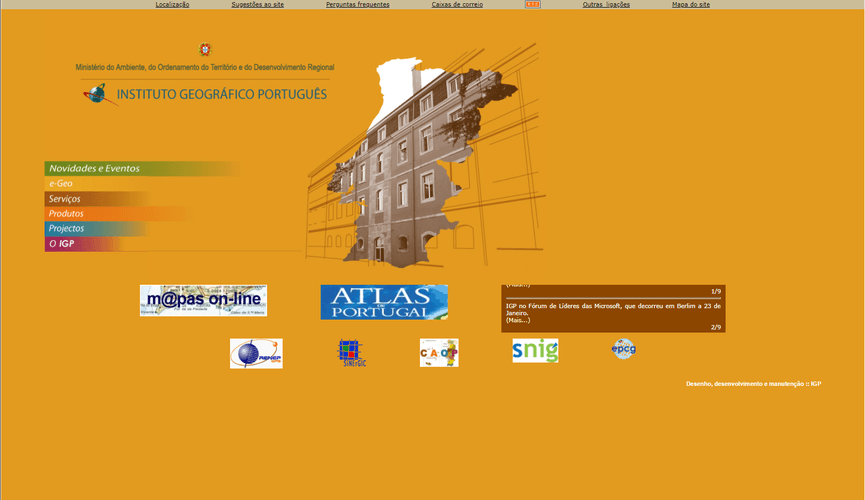 Localização Sugestões ao site Perguntas frequentes Caixas de correio Outras ligações Mapa do site
Ministério do Ambiente, do Ordenamento do Território e do Desenvolvimento Regional
INSTITUTO GEOGRÁFICO PORTUGUÊS
Novidades e Eventos
e-Geo
Serviços
Produtos
Projectos
O IGP
m@pas on-line
ATLAS
DE
PORTUGAL
(Mais...)
1/9
IGP no Fórum de Líderes das Microsoft, que decorreu em Berlim a 23 de
Janeiro.
(Mais...)
2/9
RENEP
SiNErGIC
CAOP
snig
epcg
Desenho, desenvolvimento e manutenção :: IGP